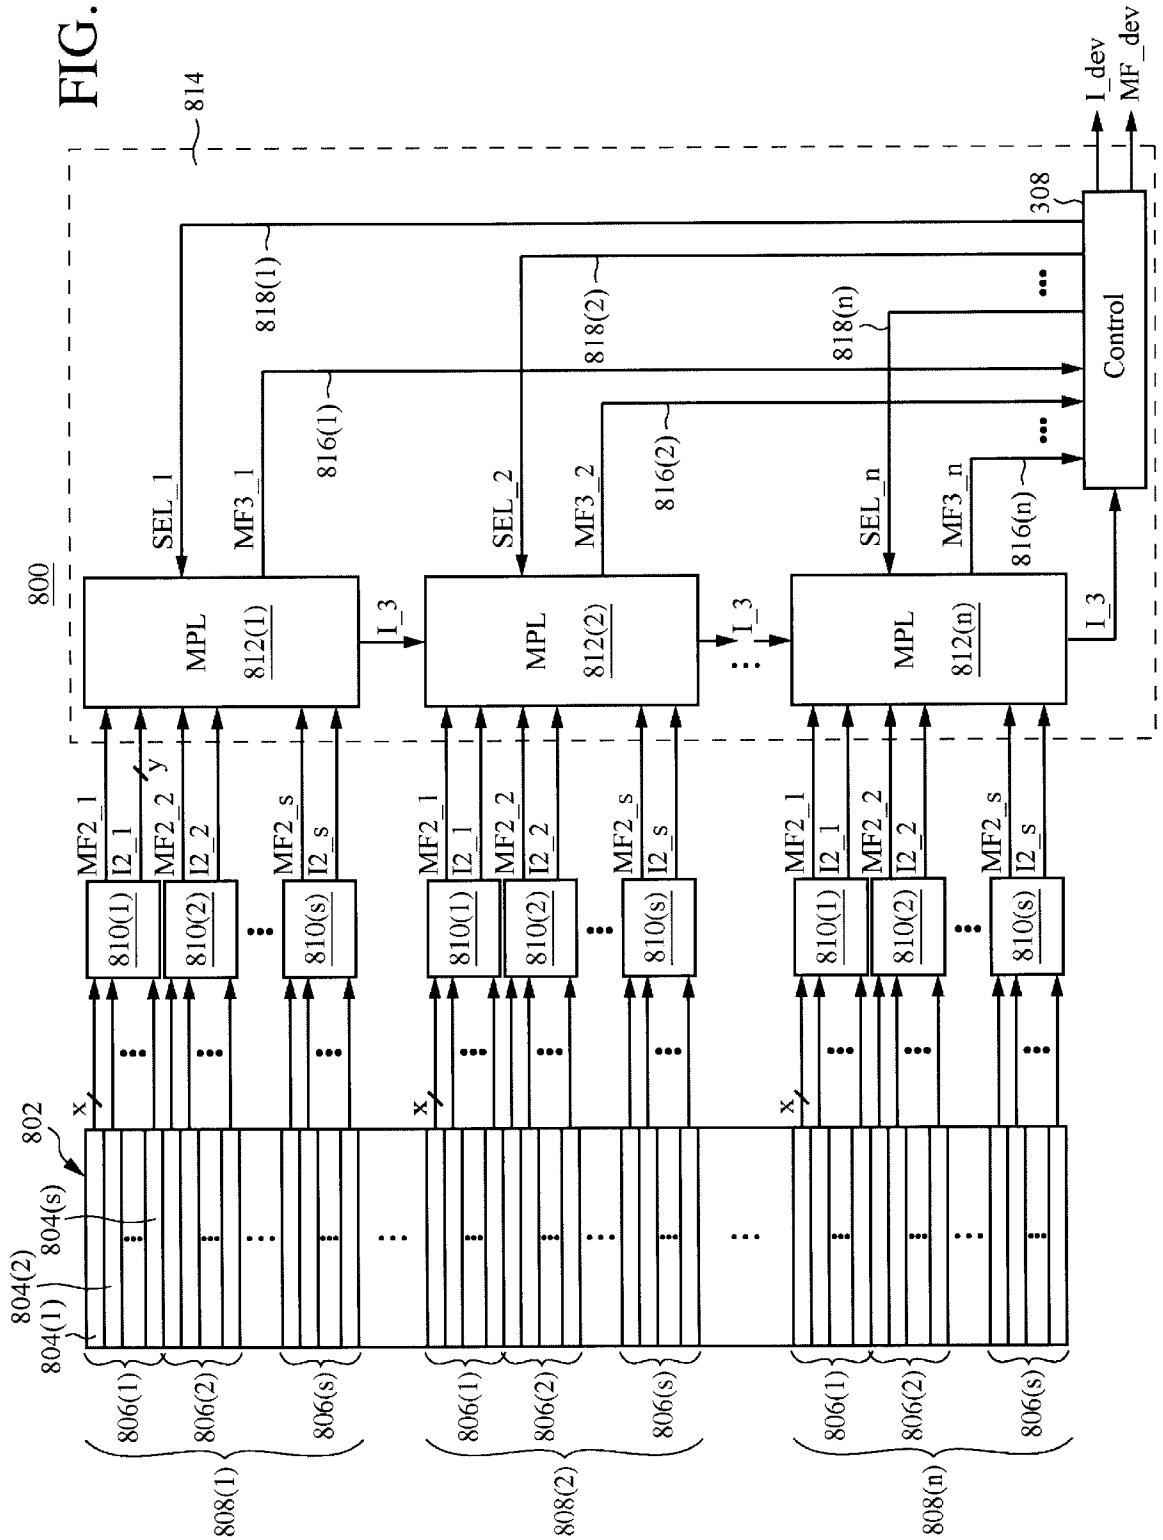 FIG.
800
814
802
804(1)
804(2)
804(s)
806(1)
806(2)
806(s)
808(1)
x
810(1)
810(2)
810(s)
MF2_1
I2_1
y
MF2_2
I2_2
MF2_s
I2_s
MPL
812(1)
SEL_1
MF3_1
818(1)
816(1)
I_3
806(1)
806(2)
806(s)
808(2)
x
810(1)
810(2)
810(s)
MF2_1
I2_1
MF2_2
I2_2
MF2_s
I2_s
MPL
812(2)
SEL_2
MF3_2
818(2)
816(2)
I_3
806(1)
806(2)
806(s)
808(n)
x
810(1)
810(2)
810(s)
MF2_1
I2_1
MF2_2
I2_2
MF2_s
I2_s
MPL
812(n)
SEL_n
MF3_n
818(n)
816(n)
I_3
Control
308
I_dev
MF_dev